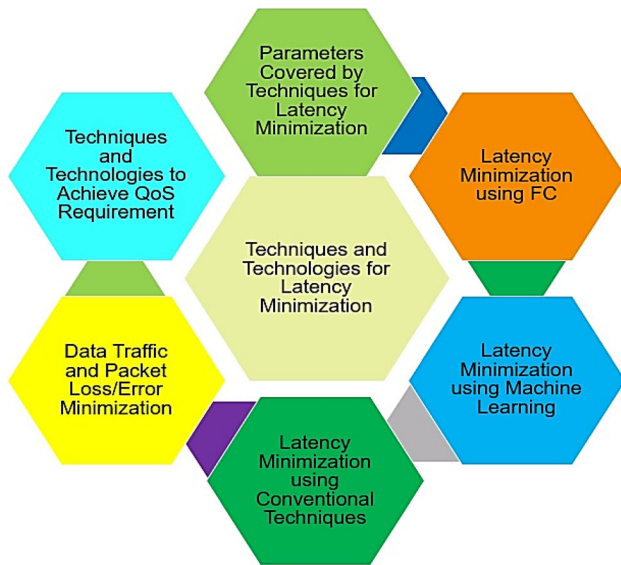 Parameters
Covered by
Techniques for
Latency
Minimization
Techniques
and
Technologies to
Achieve QoS
Requirement
Latency
Minimization
using FC
Techniques and
Technologies for
Latency
Minimization
Data Traffic
and Packet
Loss/Error
Minimization
Latency
Minimization
using Machine
Learning
Latency
Minimization
using
Conventional
Techniques